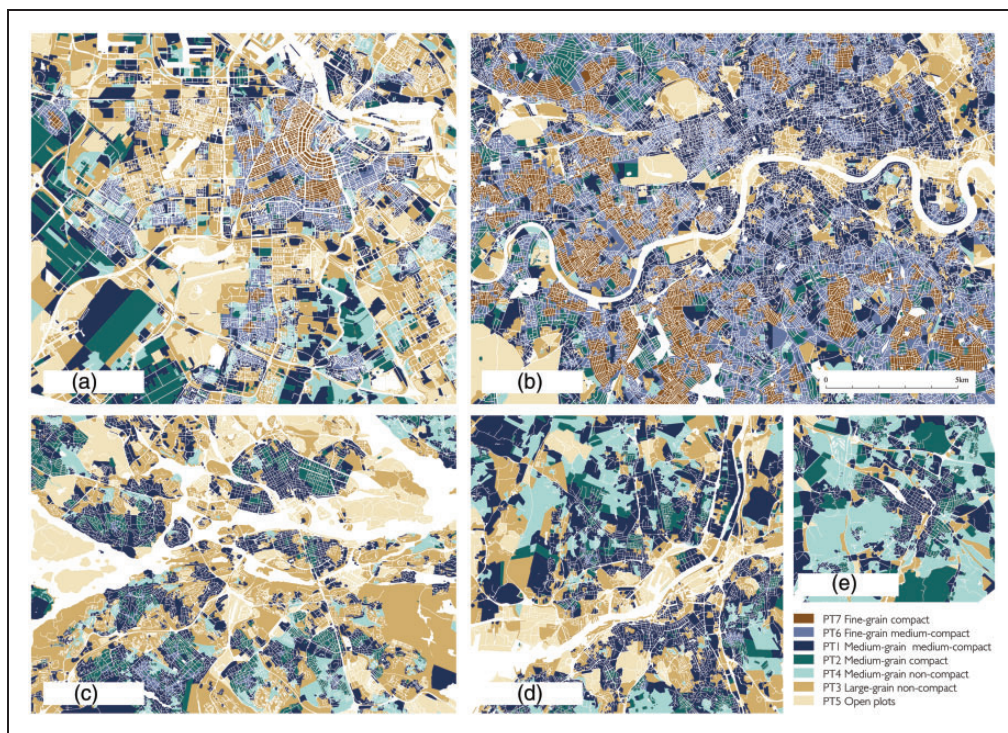 (a)
(b)
0 5km
(c)
(d)
(e)
PT7 Fine-grain compact
PT6 Fine-grain medium-compact
PT1 Medium-grain medium-compact
PT2 Medium-grain compact
PT4 Medium-grain non-compact
PT3 Large-grain non-compact
PT5 Open plots